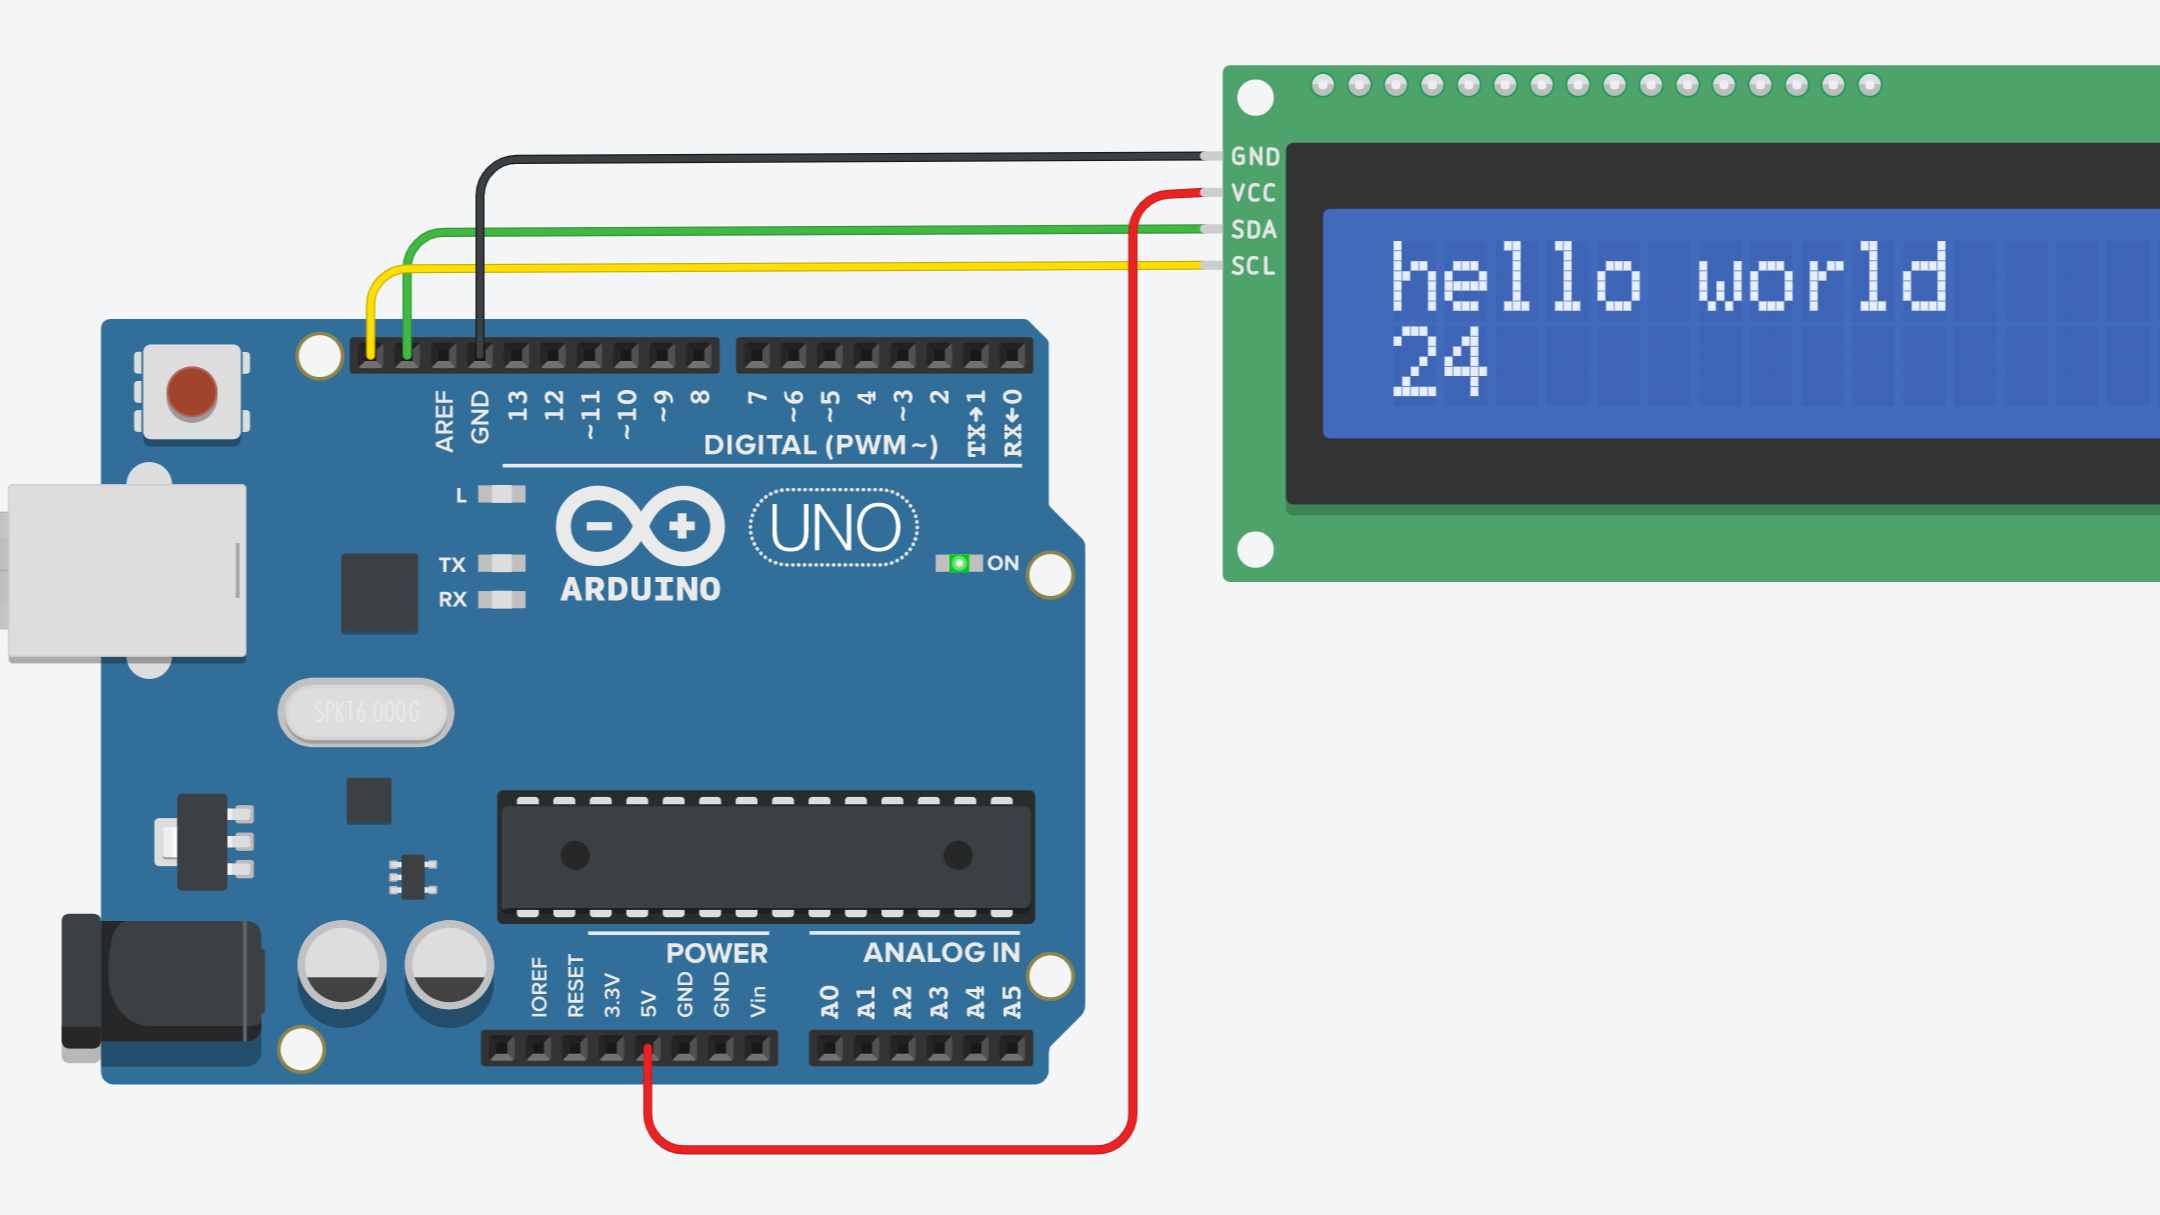 GND
VCC
SDA
SCL
hello world
24
AREF
GND
13
12
~11
~10
~9
8
7
~6
~5
4
~3
2
TX→1
RX←0
DIGITAL (PWM ~)
L
TX
RX
ARDUINO
UNO
ON
SPK16.000G
POWER
ANALOG IN
IOREF
RESET
3.3V
5V
GND
GND
Vin
A0
A1
A2
A3
A4
A5